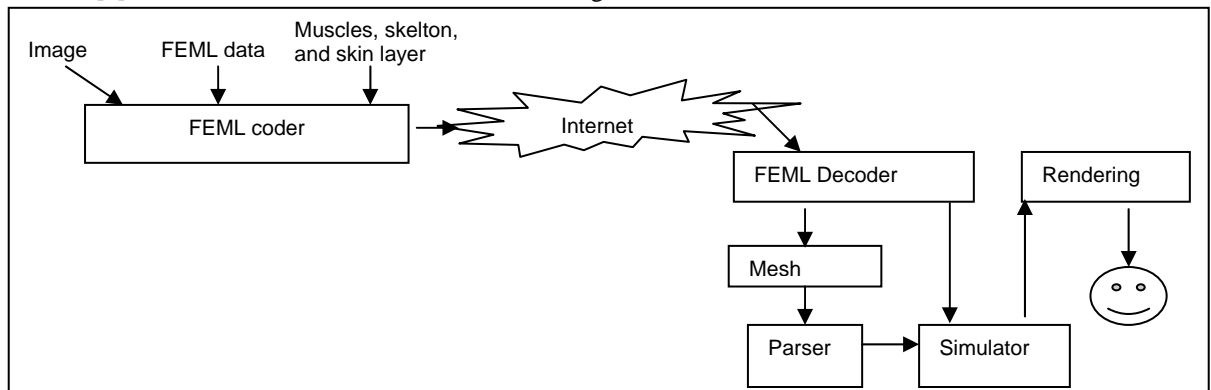 Image
FEML data
Muscles, skelton,
and skin layer
FEML coder
Internet
FEML Decoder
Rendering
Mesh
Parser
Simulator